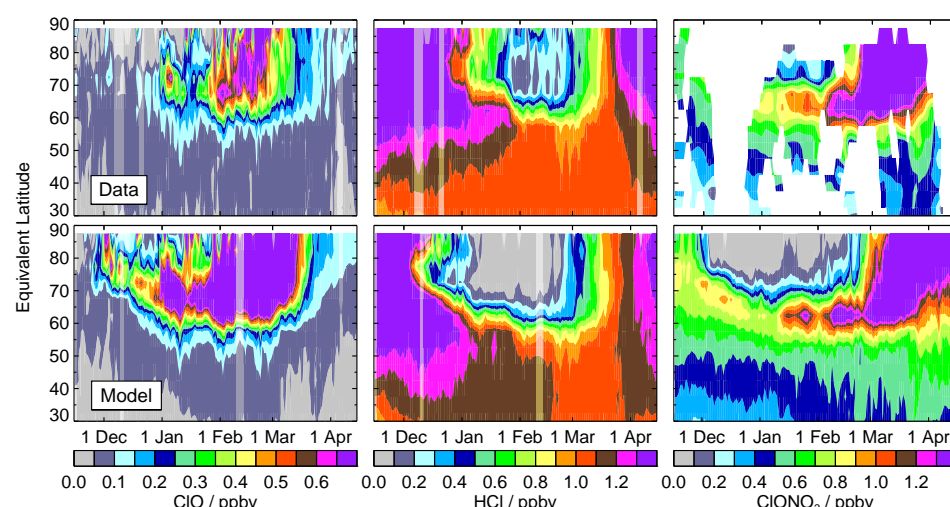 90
80
70
60
50
40
30
Data
Equivalent Latitude
90
80
70
60
50
40
30
Model
1 Dec 1 Jan 1 Feb 1 Mar 1 Apr
1 Dec 1 Jan 1 Feb 1 Mar 1 Apr
1 Dec 1 Jan 1 Feb 1 Mar 1 Apr
0.0 0.1 0.2 0.3 0.4 0.5 0.6
0.0 0.2 0.4 0.6 0.8 1.0 1.2
0.0 0.2 0.4 0.6 0.8 1.0 1.2
ClO / ppbv
HCl / ppbv
ClONO₂ / ppbv